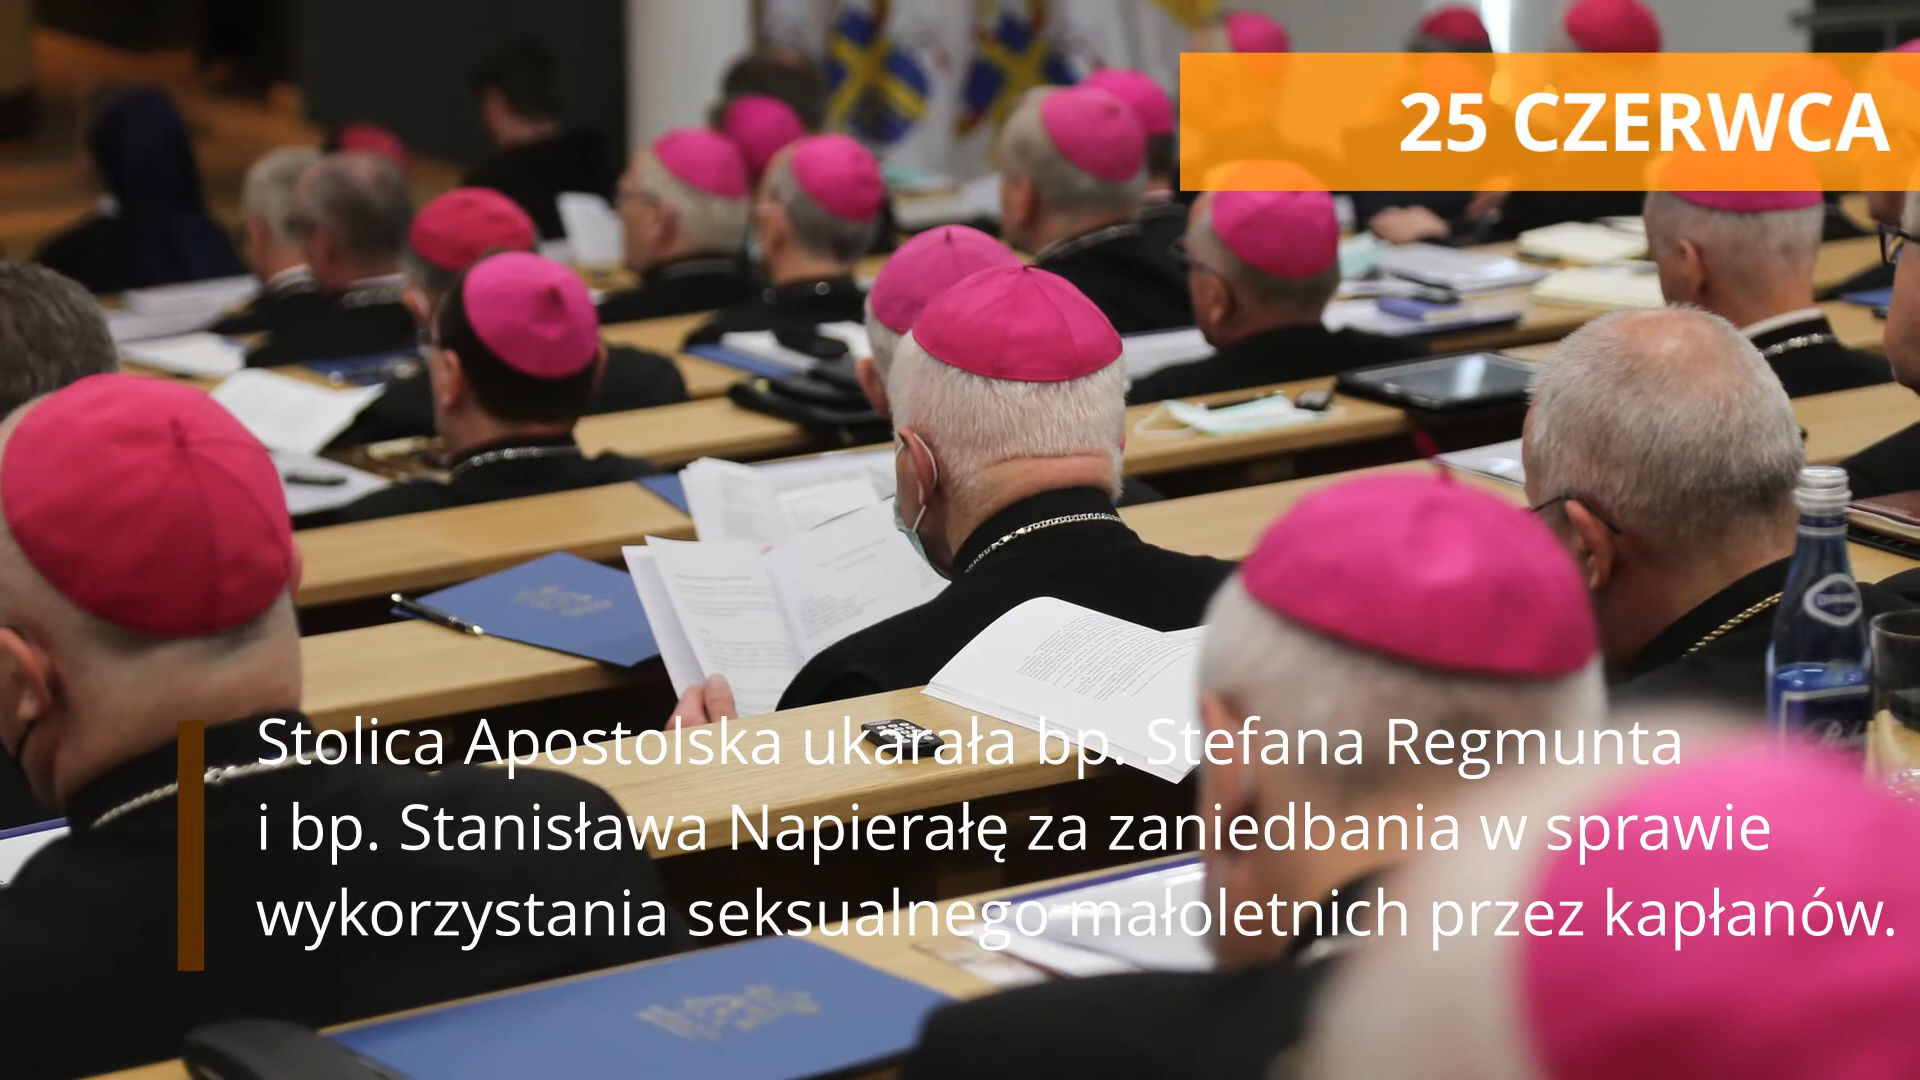 25 CZERWCA
Stolica Apostolska ukarała bp. Stefana Regmunta
i bp. Stanisława Napierałę za zaniedbania w sprawie
wykorzystania seksualnego małoletnich przez kapłanów.